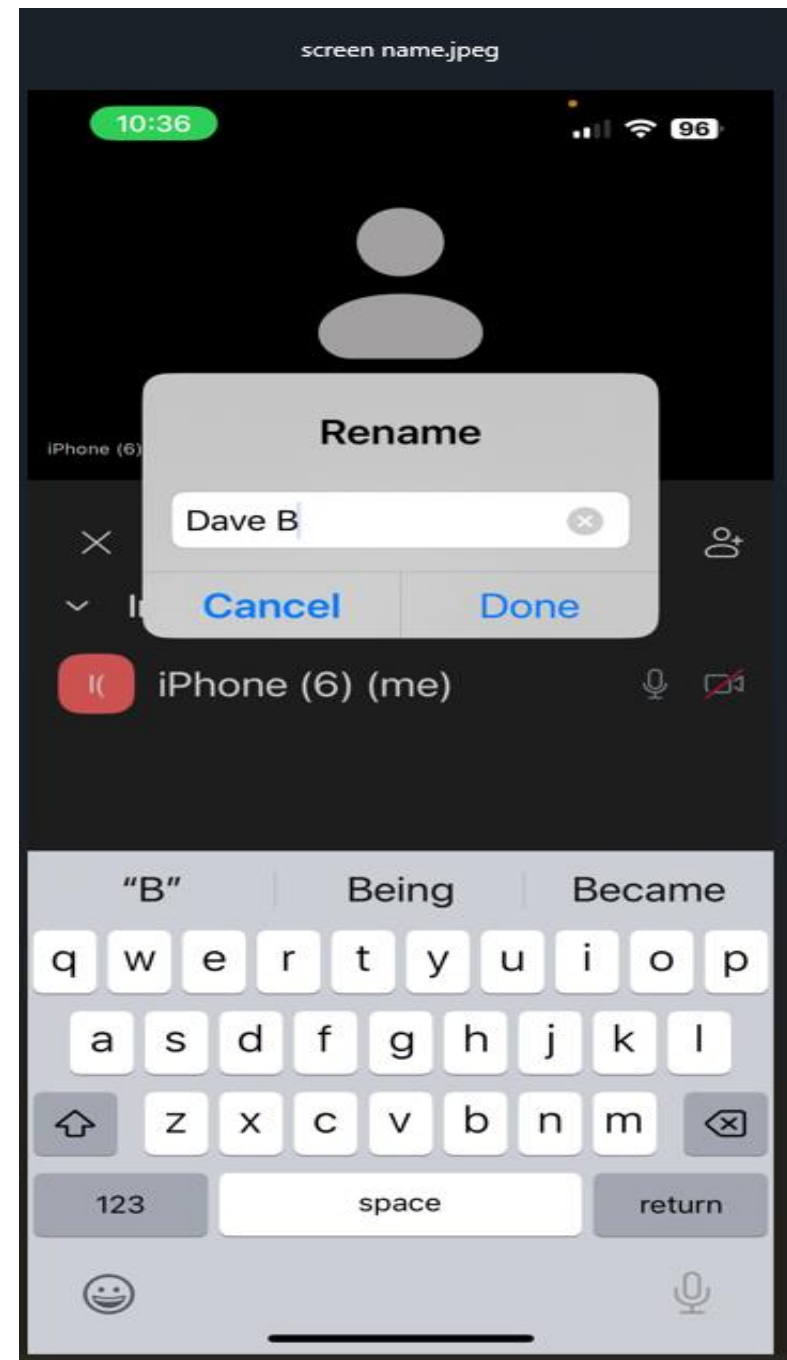 screen name.jpeg
10:36
96
iPhone (6)
Rename
Dave B
Cancel Done
I( iPhone (6) (me)
“B” Being Became
q w e r t y u i o p
a s d f g h j k l
z x c v b n m
123 space return